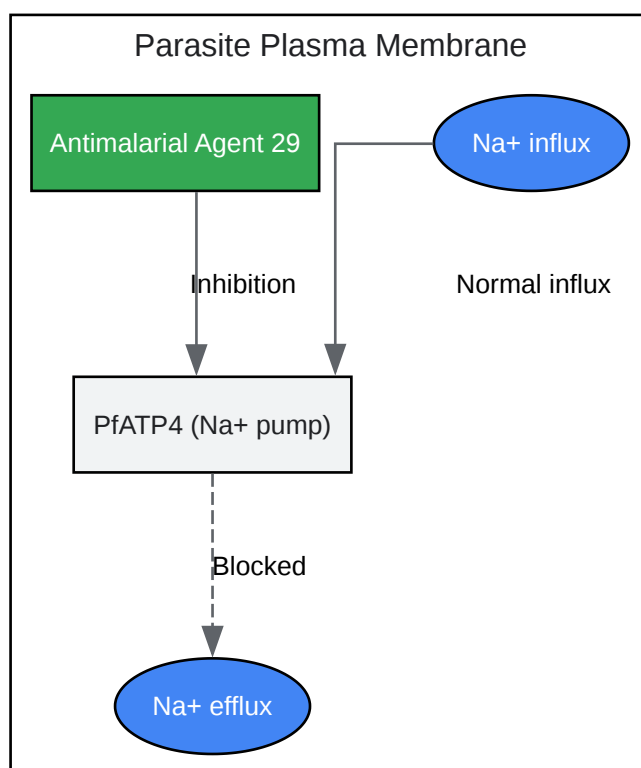 Parasite Plasma Membrane
Antimalarial Agent 29
Na+ influx
Inhibition
Normal influx
PfATP4 (Na+ pump)
Blocked
Na+ efflux